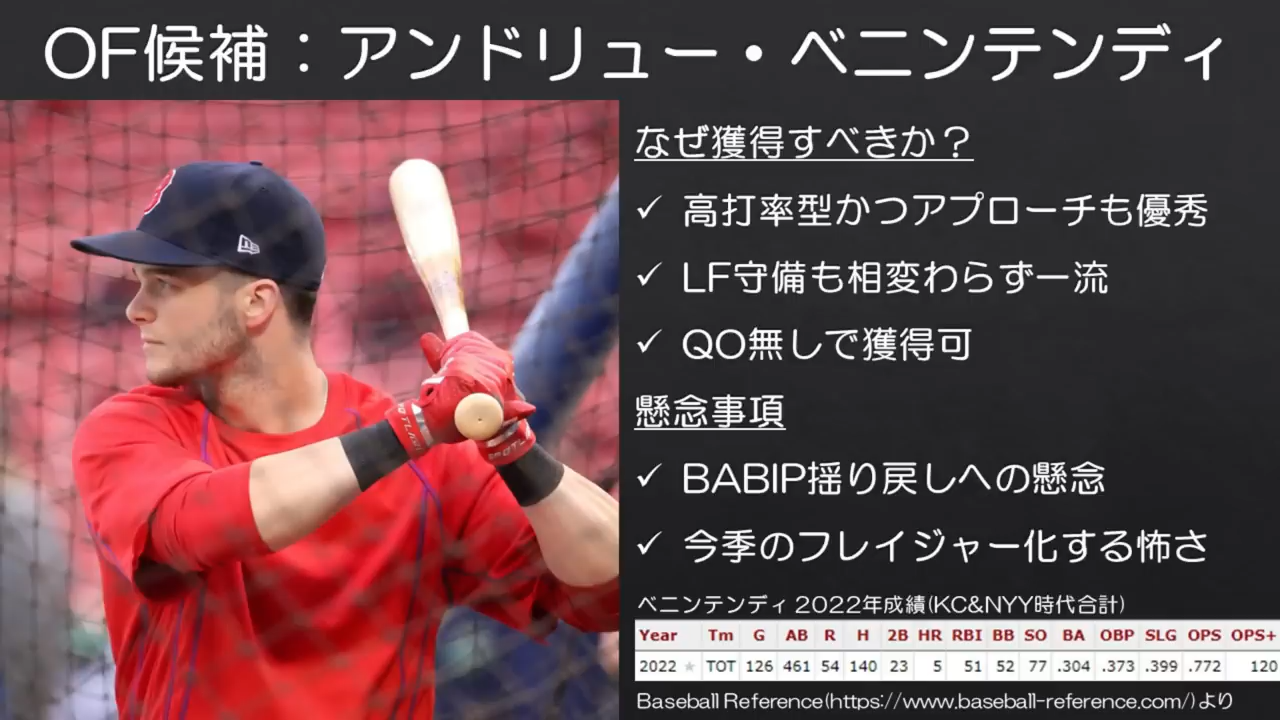 OF候補：アンドリュー・ベニンテンディ
なぜ獲得すべきか？
✓ 高打率型かつアプローチも優秀
✓ LF守備も相変わらず一流
✓ QO無しで獲得可
懸念事項
✓ BABIP揺り戻しへの懸念
✓ 今季のフレイジャー化する怖さ
ベニンテンディ 2022年成績(KC&NYY時代合計)
Year Tm G AB R H 2B HR RBI BB SO BA OBP SLG OPS OPS+
2022 ★ TOT 126 461 54 140 23 5 51 52 77 .304 .373 .399 .772 120
Baseball Reference(https://www.baseball-reference.com/)より